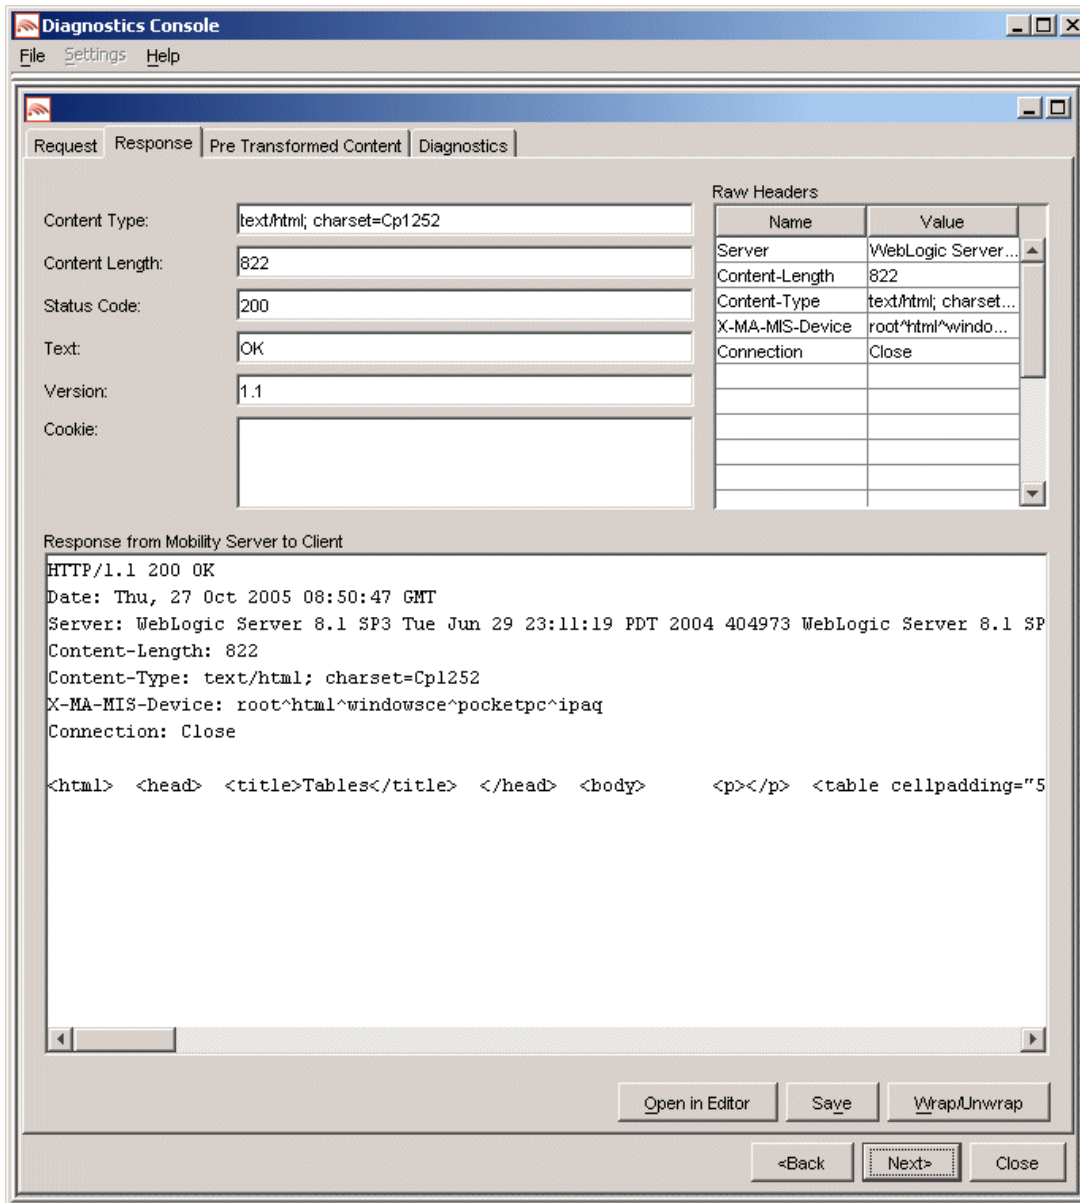 Diagnostics Console
File Settings Help
Request Response Pre Transformed Content Diagnostics
Raw Headers
Name Value
Server WebLogic Server...
Content-Length 822
Content-Type text/html; charset...
X-MA-MIS-Device root^html^windo...
Connection Close
Content Type: text/html; charset=Cp1252
Content Length: 822
Status Code: 200
Text: OK
Version: 1.1
Cookie:
Response from Mobility Server to Client
HTTP/1.1 200 OK
Date: Thu, 27 Oct 2005 08:50:47 GMT
Server: WebLogic Server 8.1 SP3 Tue Jun 29 23:11:19 PDT 2004 404973 WebLogic Server 8.1 SP
Content-Length: 822
Content-Type: text/html; charset=Cp1252
X-MA-MIS-Device: root^html^windowsce^pocketpc^ipaq
Connection: Close
<html> <head> <title>Tables</title> </head> <body> <p></p> <table cellpadding="5
Open in Editor Save Wrap/Unwrap
<Back Next> Close